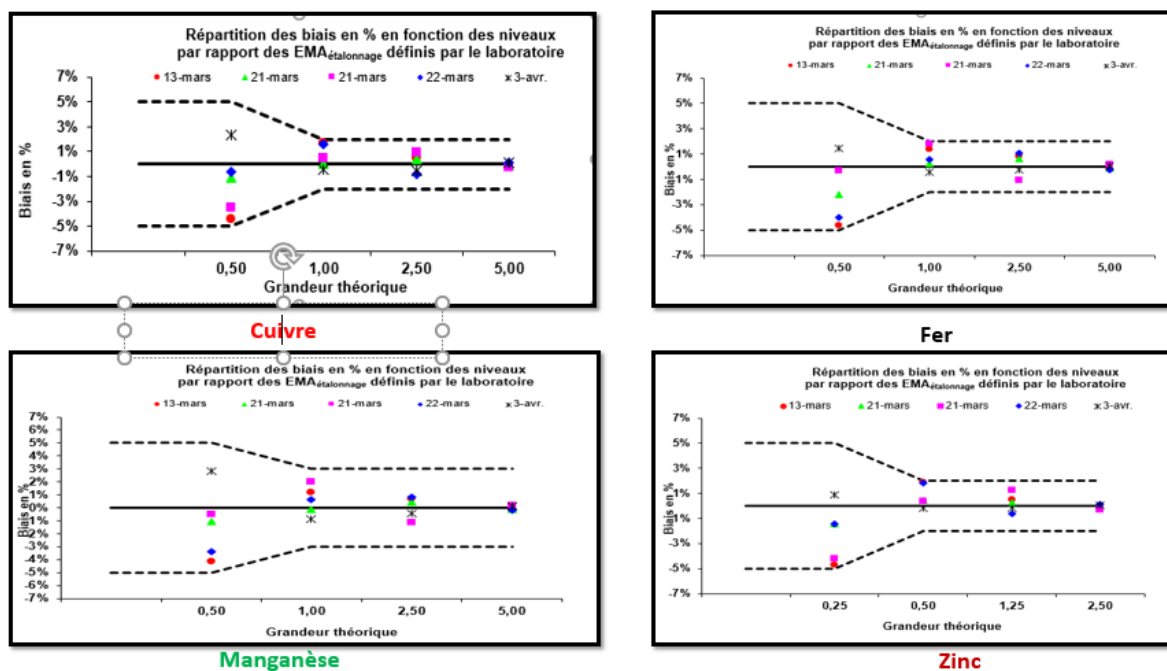 Répartition des biais en % en fonction des niveaux
par rapport des EMAétalonnage définis par le laboratoire
13-mars 21-mars 21-mars 22-mars 3-avr.
7%
5%
3%
1%
-1%
-3%
-5%
-7%
Biais en %
0,50 1,00 2,50 5,00
Grandeur théorique
Cuivre
Répartition des biais en % en fonction des niveaux
par rapport des EMAétalonnage définis par le laboratoire
13-mars 21-mars 21-mars 22-mars 3-avr.
7%
5%
3%
1%
-1%
-3%
-5%
-7%
Biais en %
0,50 1,00 2,50 5,00
Grandeur théorique
Fer
Répartition des biais en % en fonction des niveaux
par rapport des EMAétalonnage définis par le laboratoire
13-mars 21-mars 21-mars 22-mars 3-avr.
7%
6%
5%
4%
3%
2%
1%
0%
-1%
-2%
-3%
-4%
-5%
-6%
-7%
Biais en %
0,50 1,00 2,50 5,00
Grandeur théorique
Manganèse
Répartition des biais en % en fonction des niveaux
par rapport des EMAétalonnage définis par le laboratoire
13-mars 21-mars 21-mars 22-mars 3-avr.
7%
5%
3%
1%
-1%
-3%
-5%
-7%
Biais en %
0,25 0,50 1,25 2,50
Grandeur théorique
Zinc